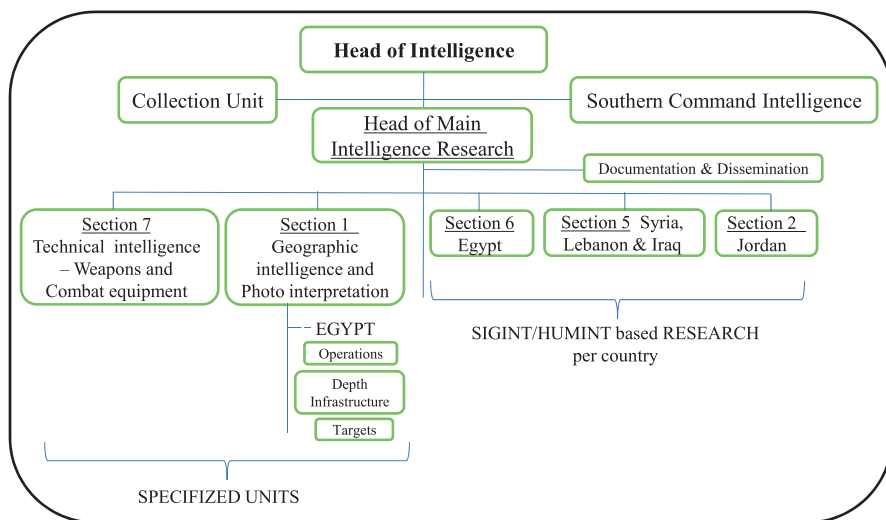 Head of Intelligence
Collection Unit
Southern Command Intelligence
Head of Main
Intelligence Research
Documentation & Dissemination
Section 7
Technical intelligence
– Weapons and
Combat equipment
Section 1
Geographic
intelligence and
Photo interpretation
Section 6
Egypt
Section 5 Syria,
Lebanon & Iraq
Section 2
Jordan
EGYPT
Operations
Depth
Infrastructure
Targets
SIGINT/HUMINT based RESEARCH
per country
SPECIFIZED UNITS